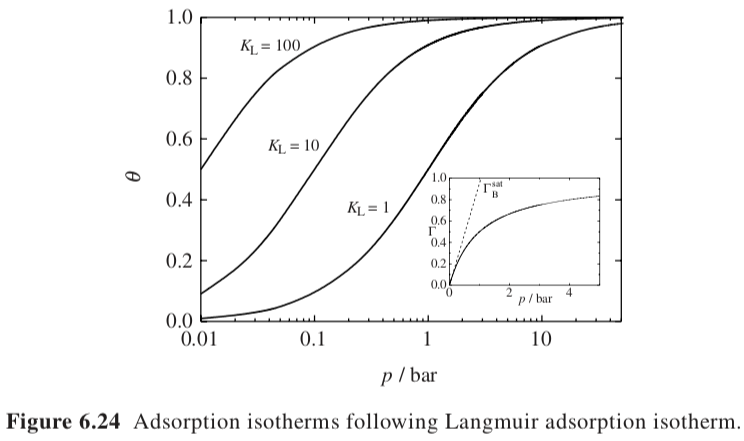 1.0
K_L = 100
0.8
0.6
K_L = 10
θ
0.4
K_L = 1
0.2
0.0
0.01 0.1 1 10
p / bar
1.0
Γ_B^sat
0.8
0.6
Γ
0.4
0.2
0.0
0 2 4
p / bar
Figure 6.24 Adsorption isotherms following Langmuir adsorption isotherm.